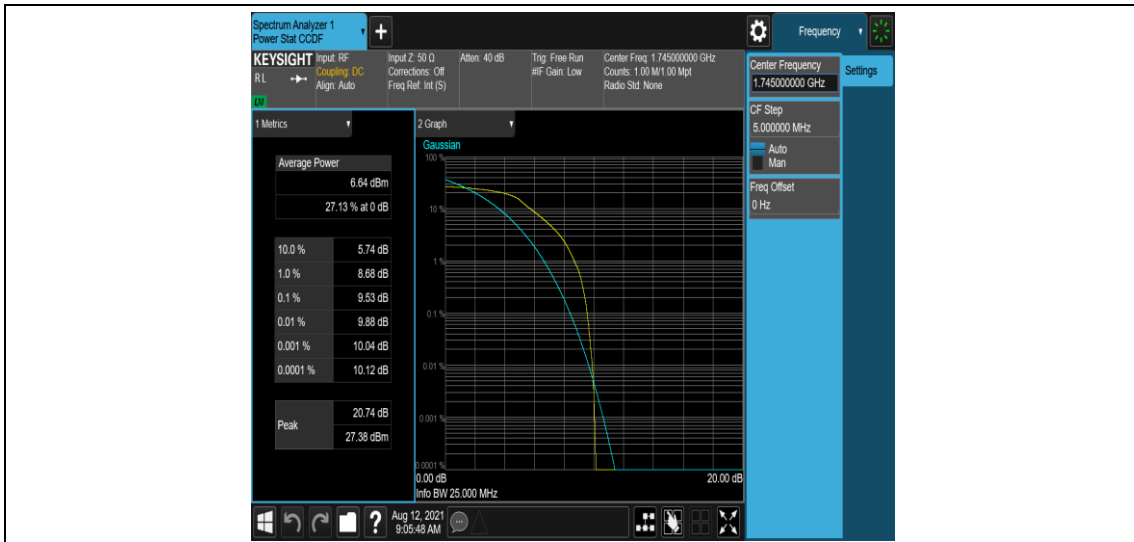 Spectrum Analyzer 1
Power Stat CCDF
+
Frequency
KEYSIGHT
RL
LM
Input: RF
Coupling: DC
Align: Auto
Input Z: 50 Ω
Corrections: Off
Freq Ref: Int (S)
Atten: 40 dB
Trig: Free Run
#IF Gain: Low
Center Freq: 1.745000000 GHz
Counts: 1.00 M/1.00 Mpt
Radio Std: None
Center Frequency
1.745000000 GHz
Settings
CF Step
5.000000 MHz
Auto
Man
Freq Offset
0 Hz
1 Metrics
Average Power
6.64 dBm
27.13 % at 0 dB
10.0 % 5.74 dB
1.0 % 8.68 dB
0.1 % 9.53 dB
0.01 % 9.88 dB
0.001 % 10.04 dB
0.0001 % 10.12 dB
Peak
20.74 dB
27.38 dBm
2 Graph
Gaussian
100 %
10 %
1 %
0.1 %
0.01 %
0.001 %
0.0001 %
0.00 dB 20.00 dB
Info BW 25.000 MHz
?
Aug 12, 2021
9:05:48 AM